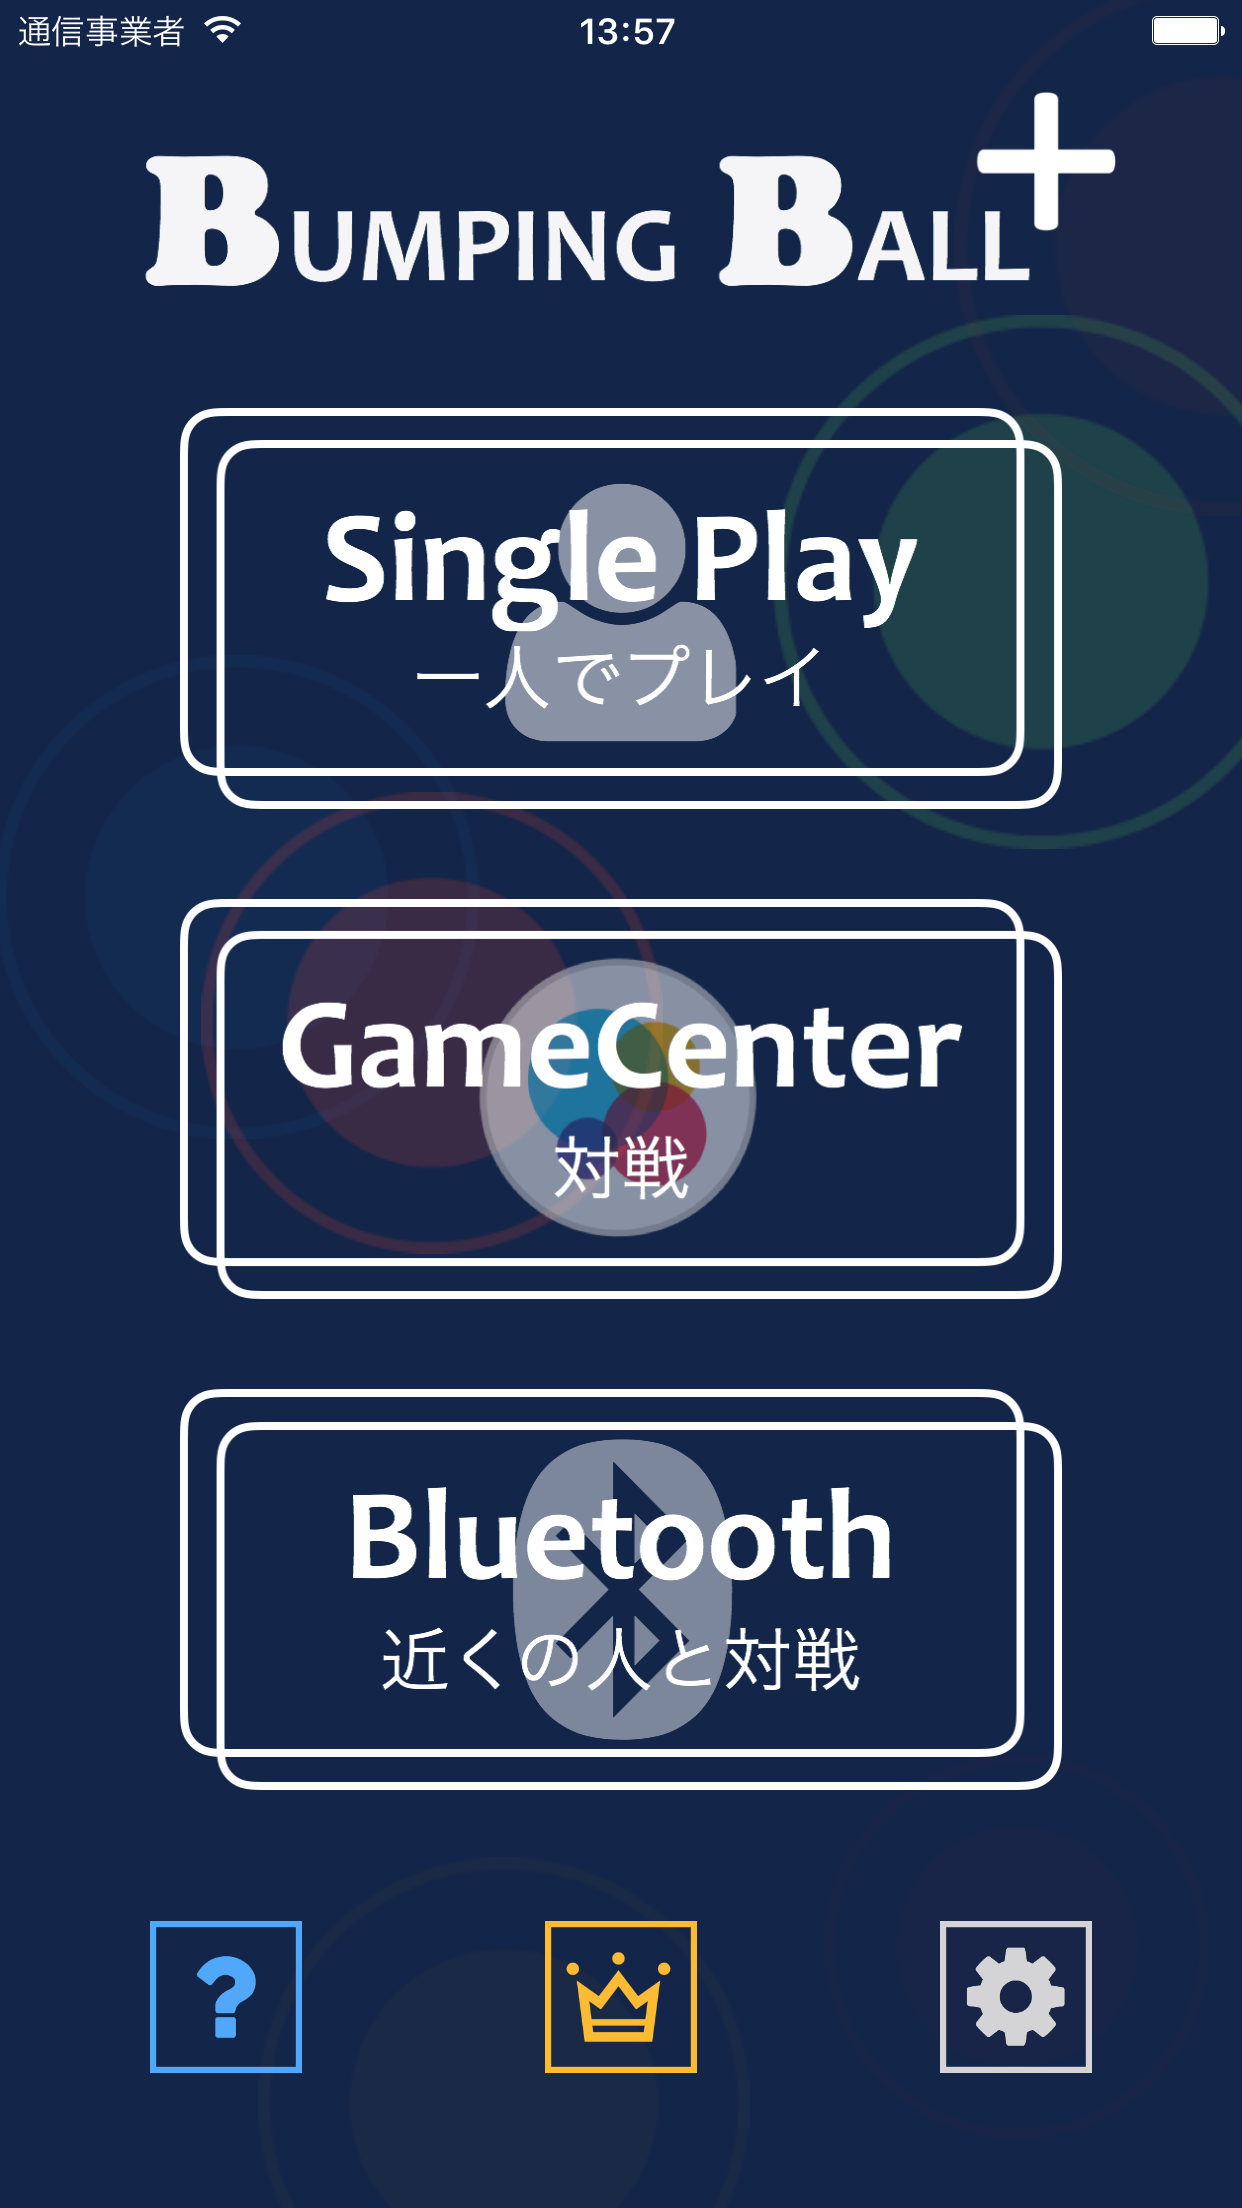 通信事業者 13:57
Bumping Ball+
Single Play
一人でプレイ
GameCenter
対戦
Bluetooth
近くの人と対戦
?